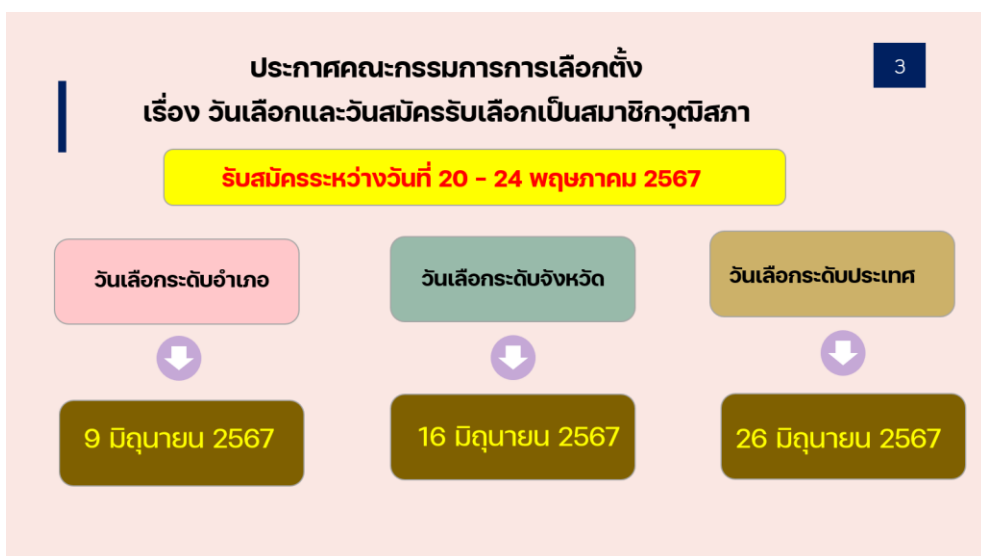 ประกาศคณะกรรมการการเลือกตั้ง
3
เรื่อง วันเลือกและวันสมัครรับเลือกเป็นสมาชิกวุฒิสภา
รับสมัครระหว่างวันที่ 20 - 24 พฤษภาคม 2567
วันเลือกระดับอำเภอ
วันเลือกระดับจังหวัด
วันเลือกระดับประเทศ
9 มิถุนายน 2567
16 มิถุนายน 2567
26 มิถุนายน 2567